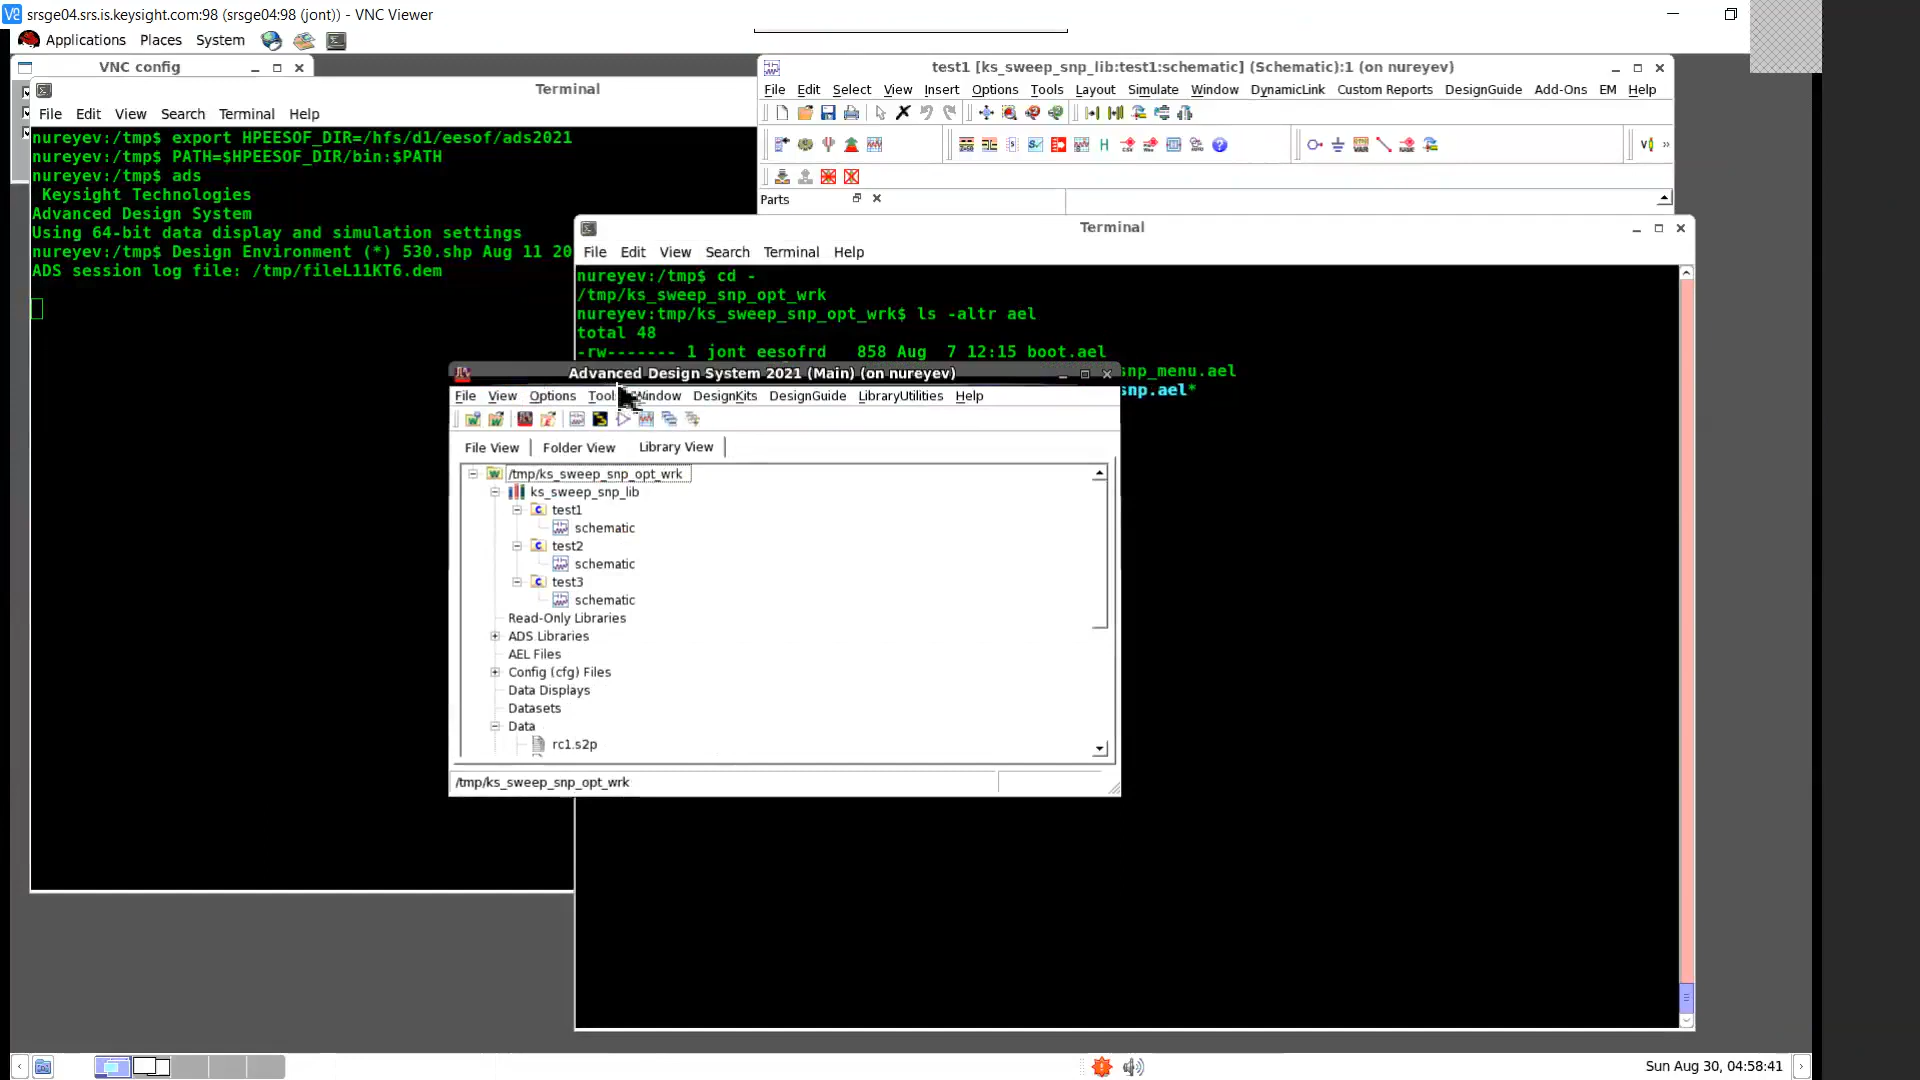 srsge04.srs.is.keysight.com:98 (srsge04:98 (jont)) - VNC Viewer
Applications Places System
VNC config
Terminal
File Edit View Search Terminal Help
nureyev:/tmp$ export HPEESOF_DIR=/hfs/d1/eesof/ads2021
nureyev:/tmp$ PATH=$HPEESOF_DIR/bin:$PATH
nureyev:/tmp$ ads
Keysight Technologies
Advanced Design System
Using 64-bit data display and simulation settings
nureyev:/tmp$ Design Environment (*) 530.shp Aug 11 20
ADS session log file: /tmp/fileL11KT6.dem
test1 [ks_sweep_snp_lib:test1:schematic] (Schematic):1 (on nureyev)
File Edit Select View Insert Options Tools Layout Simulate Window DynamicLink Custom Reports DesignGuide Add-Ons EM Help
Parts
Terminal
File Edit View Search Terminal Help
nureyev:/tmp$ cd -
/tmp/ks_sweep_snp_opt_wrk
nureyev:tmp/ks_sweep_snp_opt_wrk$ ls -altr ael
total 48
-rw------- 1 jont eesofrd 858 Aug 7 12:15 boot.ael
snp_menu.ael
snp.ael*
Advanced Design System 2021 (Main) (on nureyev)
File View Options Tools Window DesignKits DesignGuide LibraryUtilities Help
File View Folder View Library View
/tmp/ks_sweep_snp_opt_wrk
ks_sweep_snp_lib
test1
schematic
test2
schematic
test3
schematic
Read-Only Libraries
ADS Libraries
AEL Files
Config (cfg) Files
Data Displays
Datasets
Data
rc1.s2p
/tmp/ks_sweep_snp_opt_wrk
Sun Aug 30, 04:58:41